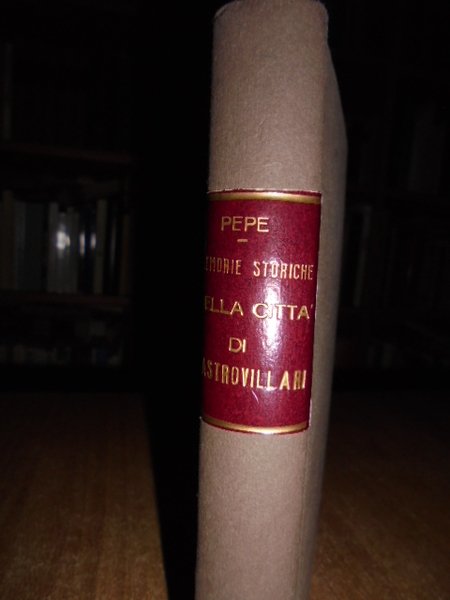 PEPE
EMORIE STORICHE
ELLA CITTA'
DI
ASTROVILLARI